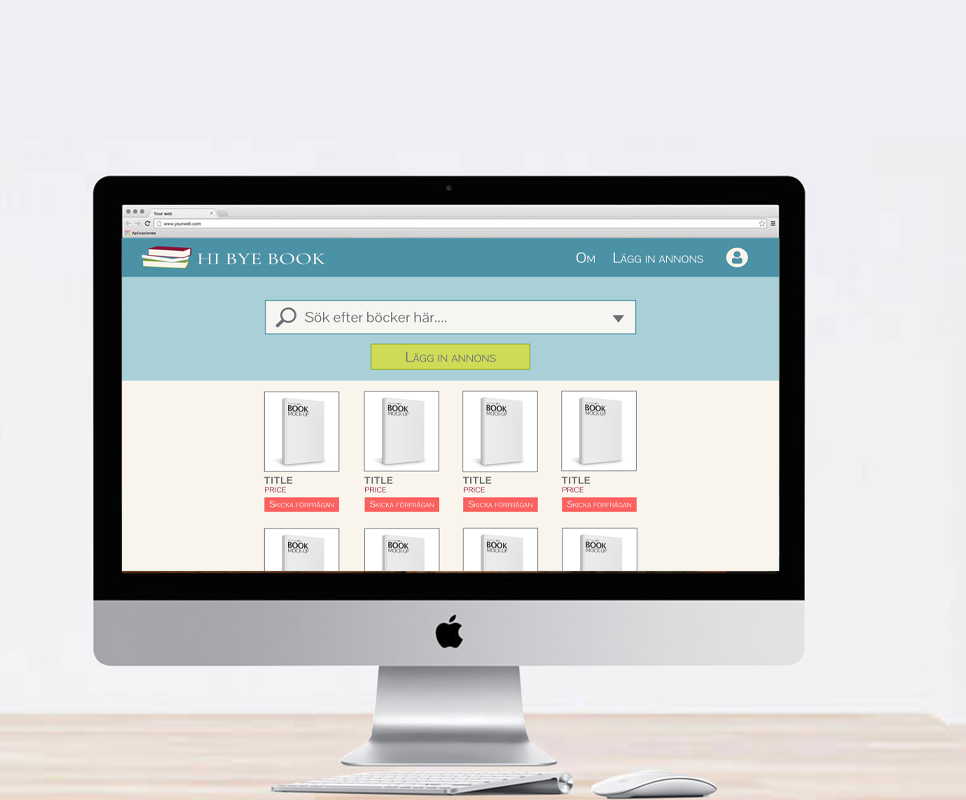 Your web
www.yourweb.com
Aplicaciones
HI BYE BOOK
Om Lägg in annons
Sök efter böcker här....
Lägg in annons
BOOK BOOK BOOK BOOK
MOCK-UP MOCK-UP MOCK-UP MOCK-UP
TITLE TITLE TITLE TITLE
PRICE PRICE PRICE PRICE
Skicka förfrågan Skicka förfrågan Skicka förfrågan Skicka förfrågan
BOOK BOOK BOOK BOOK
MOCK-UP MOCK-UP MOCK-UP MOCK-UP